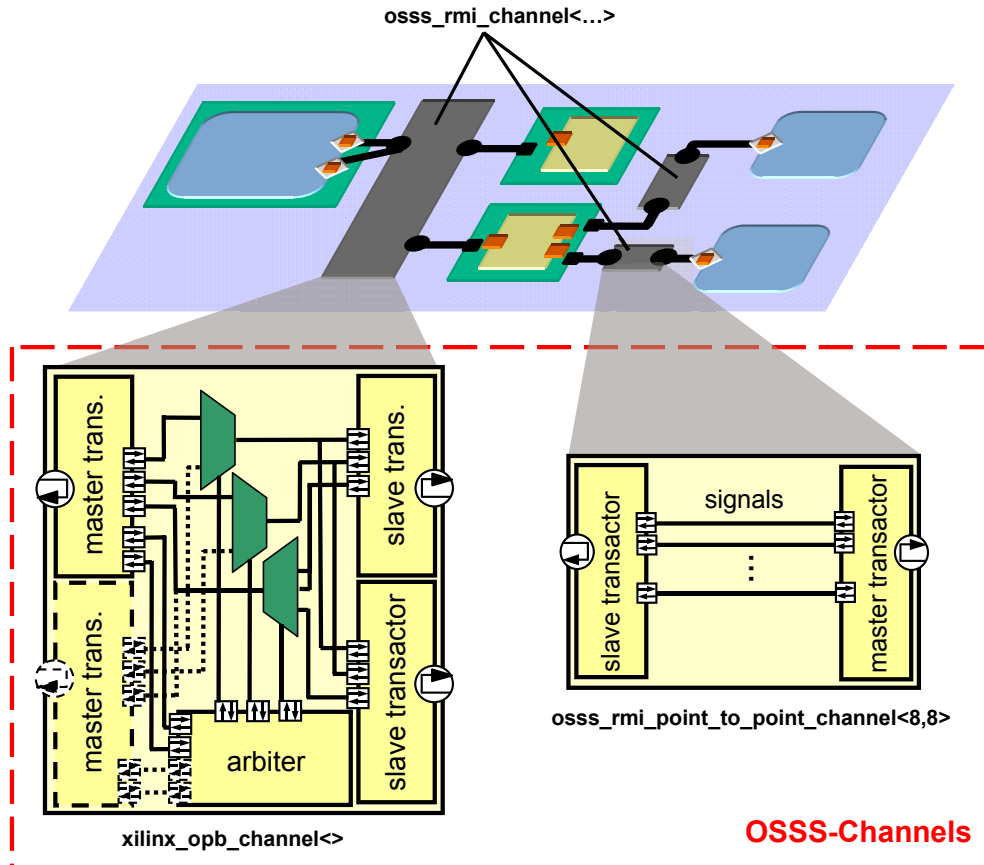 osss_rmi_channel<...>
master trans.
slave trans.
master trans.
slave transactor
arbiter
xilinx_opb_channel<>
slave transactor
signals
master transactor
osss_rmi_point_to_point_channel<8,8>
OSSS-Channels